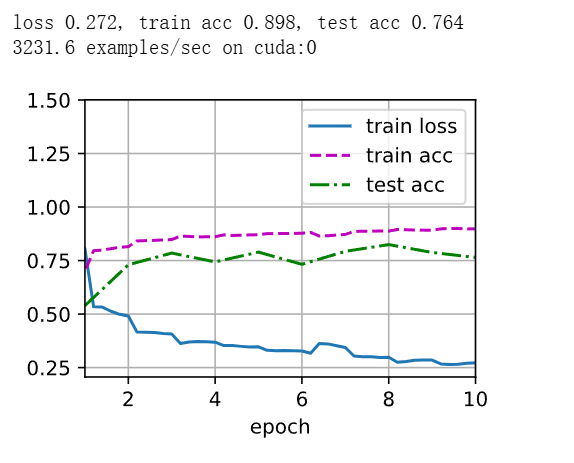 loss 0.272, train acc 0.898, test acc 0.764
3231.6 examples/sec on cuda:0
1.50
1.25
1.00
0.75
0.50
0.25
train loss
train acc
test acc
2 4 6 8 10
epoch